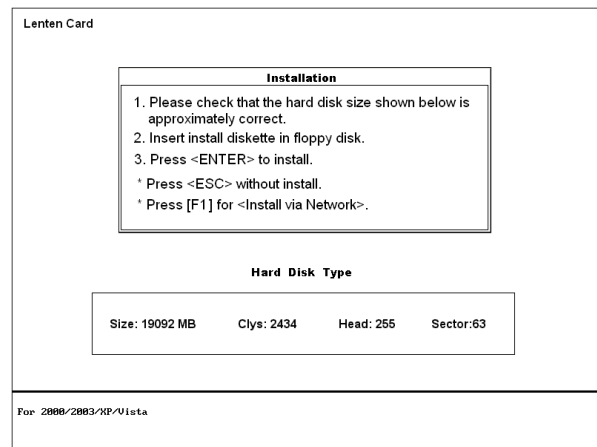 Lenten Card
Installation
1. Please check that the hard disk size shown below is
approximately correct.
2. Insert install diskette in floppy disk.
3. Press <ENTER> to install.
* Press <ESC> without install.
* Press [F1] for <Install via Network>.
Hard Disk Type
Size: 19092 MB Clys: 2434 Head: 255 Sector:63
For 2000/2003/XP/Vista